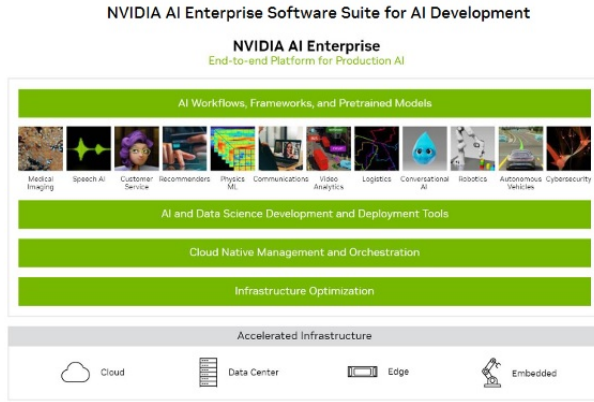 NVIDIA AI Enterprise Software Suite for AI Development
NVIDIA AI Enterprise
End-to-end Platform for Production AI
AI Workflows, Frameworks, and Pretrained Models
Medical Imaging
Speech AI
Customer Service
Recommenders
Physics ML
Communications
Video Analytics
Logistics
Conversational AI
Robotics
Autonomous Vehicles
Cybersecurity
AI and Data Science Development and Deployment Tools
Cloud Native Management and Orchestration
Infrastructure Optimization
Accelerated Infrastructure
Cloud
Data Center
Edge
Embedded